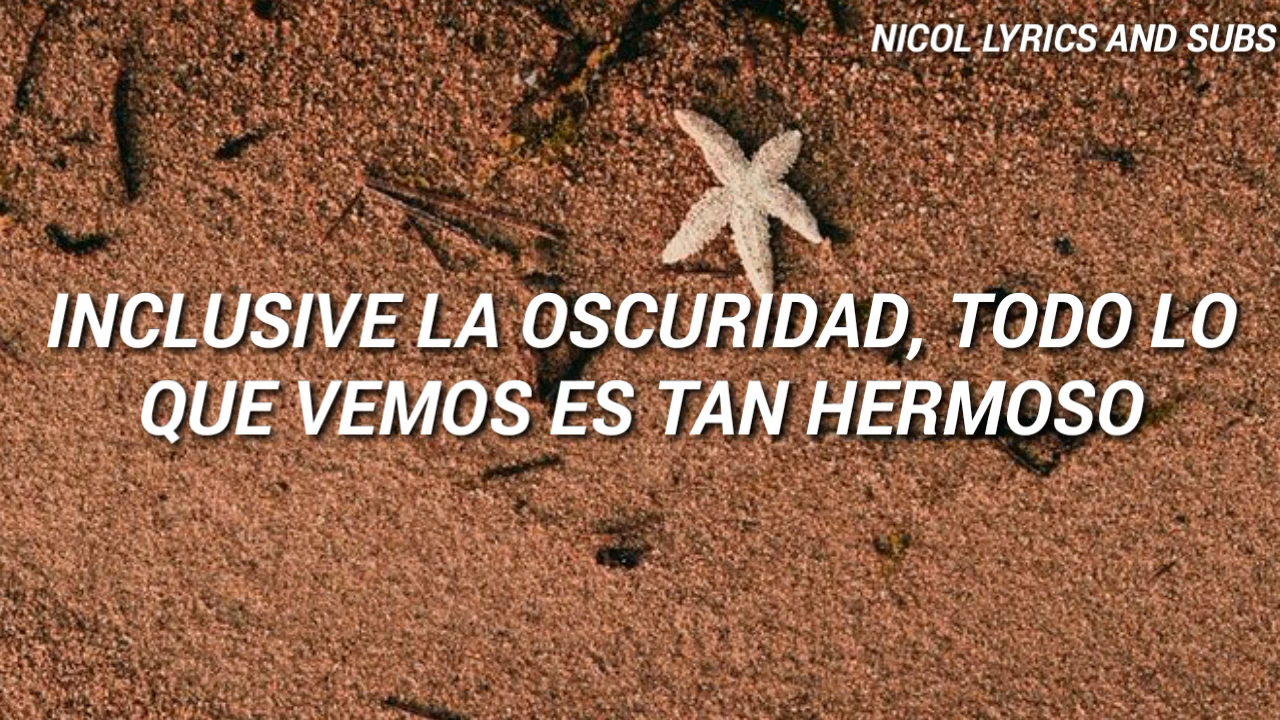 NICOL LYRICS AND SUBS
INCLUSIVE LA OSCURIDAD, TODO LO
QUE VEMOS ES TAN HERMOSO